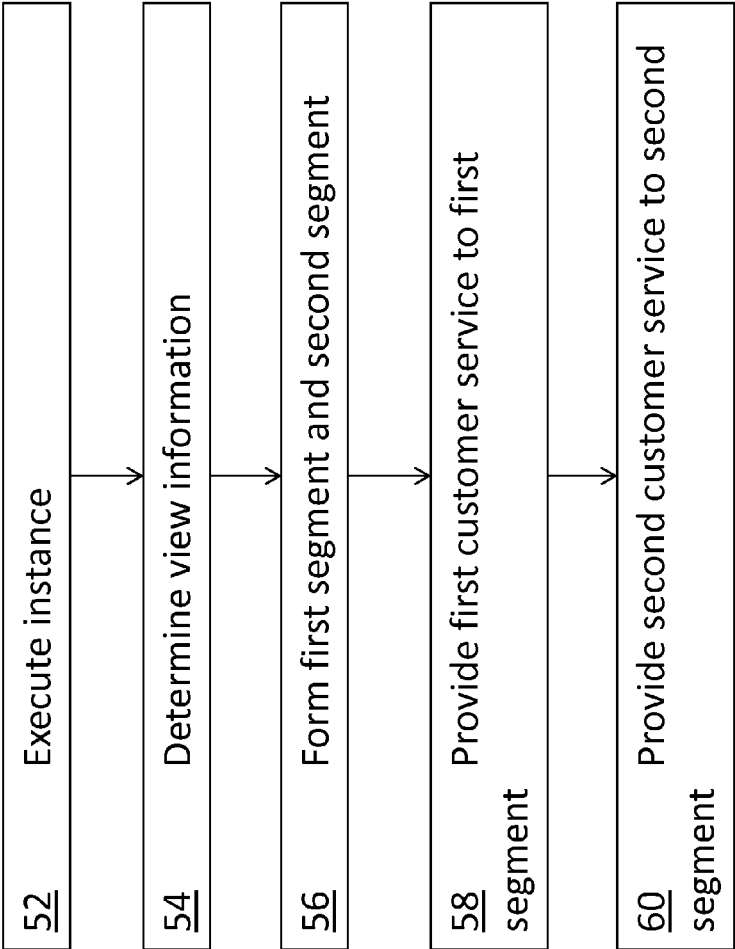 52 Execute instance
54 Determine view information
56 Form first segment and second segment
58 Provide first customer service to first
segment
60 Provide second customer service to second
segment